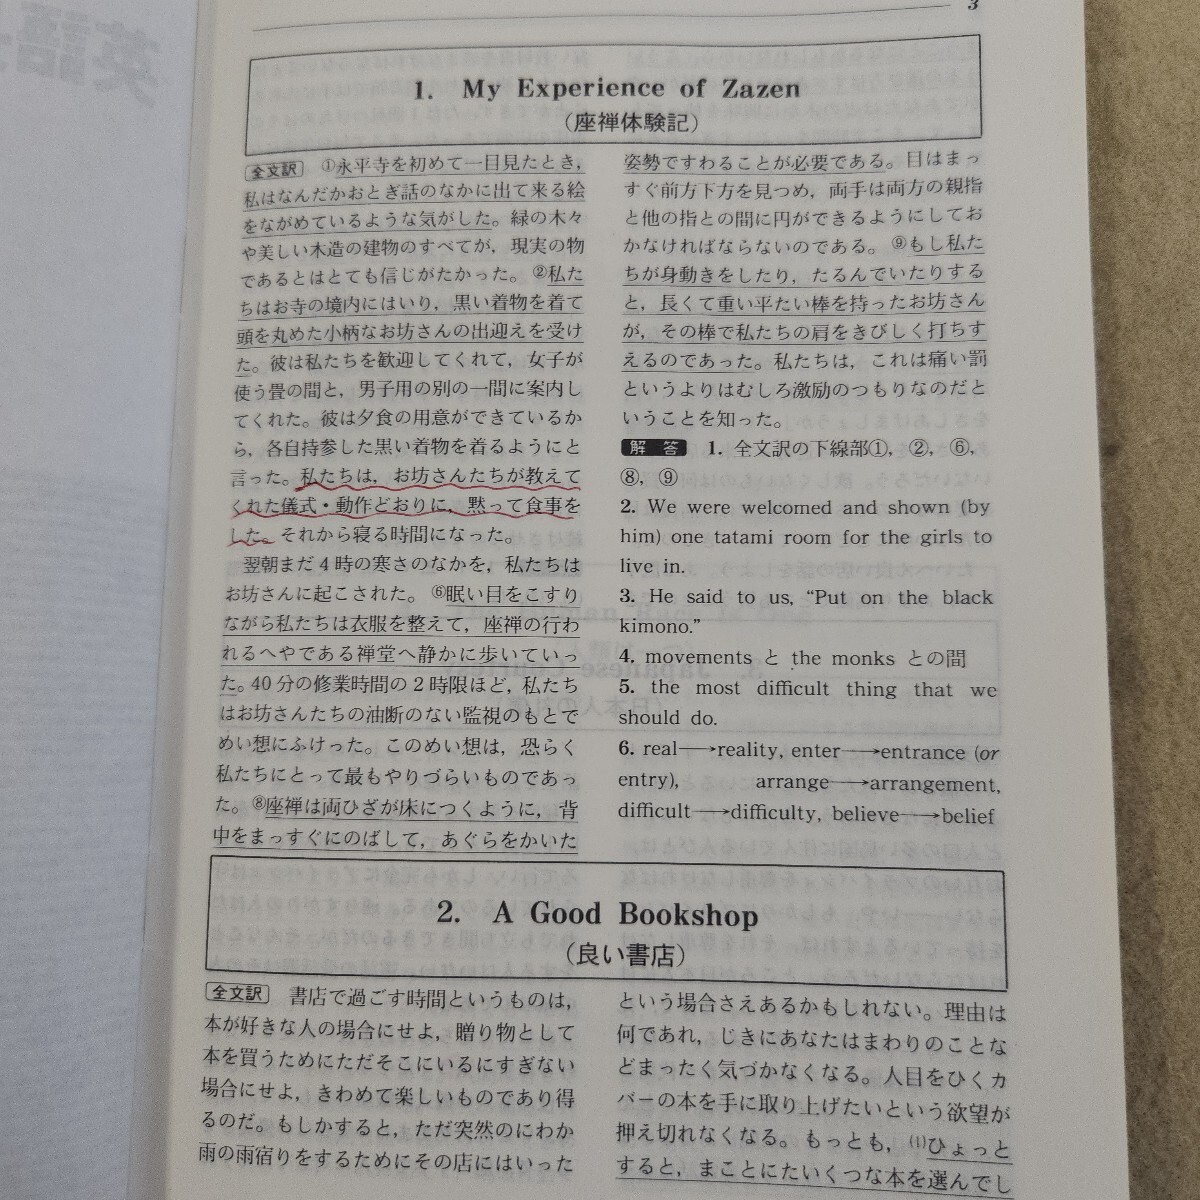 英語
3
1. My Experience of Zazen
（座禅体験記）
全文訳 ①永平寺を初めて一目見たとき，
私はなんだかおとぎ話のなかに出て来る絵
をながめているような気がした。緑の木々
や美しい木造の建物のすべてが，現実の物
であるとはとても信じがたかった。②私た
ちはお寺の境内にはいり，黒い着物を着て
頭を丸めた小柄なお坊さんの出迎えを受け
た。彼は私たちを歓迎してくれて，女子が
使う畳の間と，男子用の別の一間に案内し
てくれた。彼は夕食の用意ができているか
ら，各自持参した黒い着物を着るようにと
言った。私たちは，お坊さんたちが教えて
くれた儀式・動作どおりに，黙って食事を
した。それから寝る時間になった。
翌朝まだ4時の寒さのなかを，私たちは
お坊さんに起こされた。⑥眠い目をこすり
ながら私たちは衣服を整えて，座禅の行わ
れるへやである禅堂へ静かに歩いていっ
た。40分の修業時間の2時限ほど，私たち
はお坊さんたちの油断のない監視のもとで
めい想にふけった。このめい想は，恐らく
私たちにとって最もやりづらいものであっ
た。⑧座禅は両ひざが床につくように，背
中をまっすぐにのばして，あぐらをかいた
姿勢ですわることが必要である。目はまっ
すぐ前方下方を見つめ，両手は両方の親指
と他の指との間に円ができるようにしてお
かなければならないのである。⑨もし私た
ちが身動きをしたり，たるんでいたりする
と，長くて重い平たい棒を持ったお坊さん
が，その棒で私たちの肩をきびしく打ちす
えるのであった。私たちは，これは痛い罰
というよりはむしろ激励のつもりなのだと
いうことを知った。
解答 1. 全文訳の下線部①，②，⑥，
⑧，⑨
2. We were welcomed and shown (by
him) one tatami room for the girls to
live in.
3. He said to us, “Put on the black
kimono.”
4. movements と the monks との間
5. the most difficult thing that we
should do.
6. real→reality, enter→entrance (or
entry), arrange→arrangement,
difficult→difficulty, believe→belief
2. A Good Bookshop
（良い書店）
全文訳 書店で過ごす時間というものは，
本が好きな人の場合にせよ，贈り物として
本を買うためにただそこにいるにすぎない
場合にせよ，きわめて楽しいものであり得
るのだ。もしかすると，ただ突然のにわか
雨の雨宿りをするためにその店にはいった
という場合さえあるかもしれない。理由は
何であれ，じきにあなたはまわりのことな
どまったく気づかなくなる。人目をひくカ
バーの本を手に取り上げたいという欲望が
押え切れなくなる。もっとも，⑴ひょっと
すると，まことにたいくつな本を選んでし